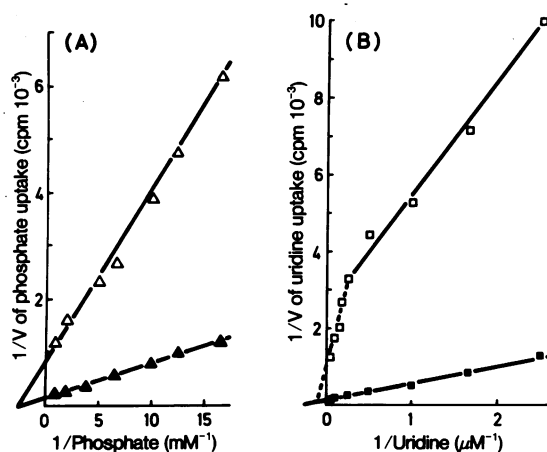 (A)
1/V of phosphate uptake (cpm 10⁻³)
6
4
2
0 5 10 15
1/Phosphate (mM⁻¹)
(B)
1/V of uridine uptake (cpm 10⁻³)
10
8
6
4
2
0 1 2
1/Uridine (μM⁻¹)